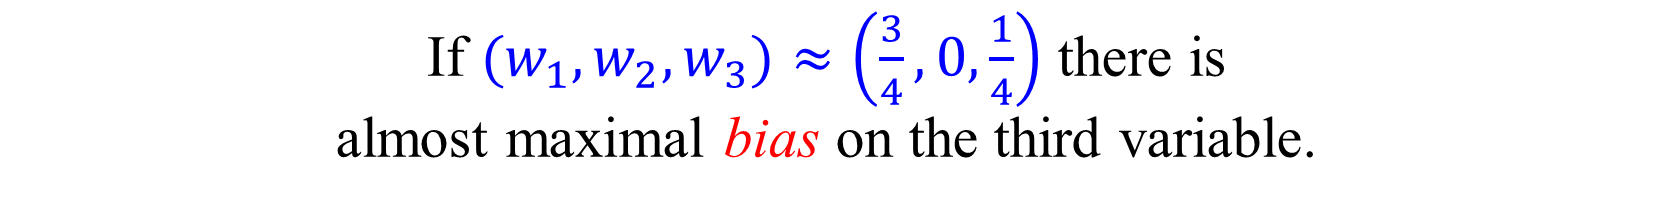 If (w₁, w₂, w₃) ≈ (3/4, 0, 1/4) there is
almost maximal bias on the third variable.